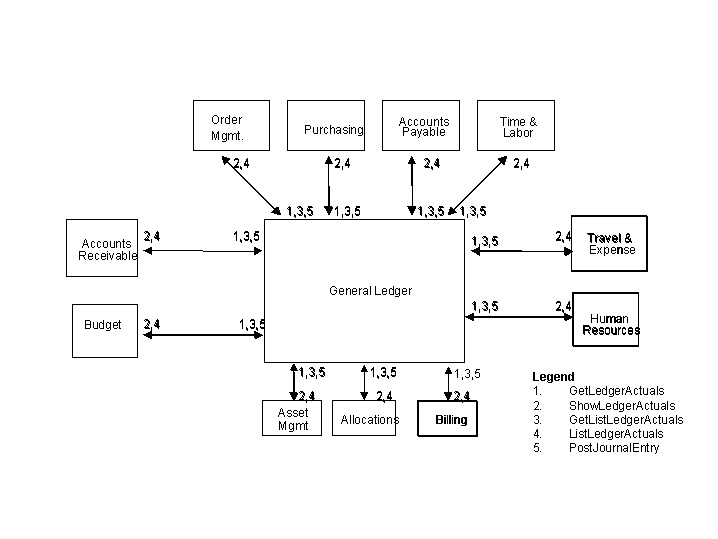 Order
Mgmt.
Purchasing
Accounts
Payable
Time &
Labor
2,4
2,4
2,4
2,4
1,3,5
1,3,5
1,3,5
1,3,5
Accounts
Receivable
2,4
1,3,5
1,3,5
2,4
Travel &
Expense
General Ledger
Budget
2,4
1,3,5
1,3,5
2,4
Human
Resources
1,3,5
1,3,5
1,3,5
2,4
2,4
2,4
Asset
Mgmt
Allocations
Billing
Legend
1. GetLedgerActuals
2. ShowLedgerActuals
3. GetListLedgerActuals
4. ListLedgerActuals
5. PostJournalEntry